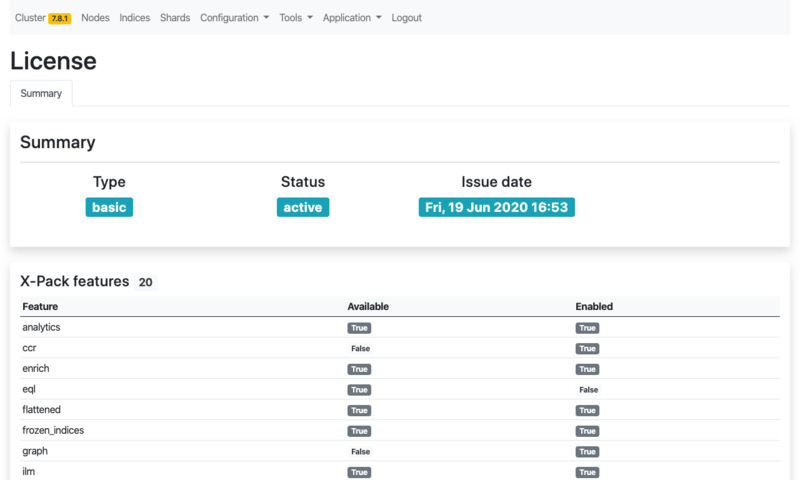 Cluster 7.8.1 Nodes Indices Shards Configuration Tools Application Logout
License
Summary
Summary
Type Status Issue date
basic active Fri, 19 Jun 2020 16:53
X-Pack features 20
Feature Available Enabled
analytics True True
ccr False True
enrich True True
eql True False
flattened True True
frozen_indices True True
graph False True
ilm True True